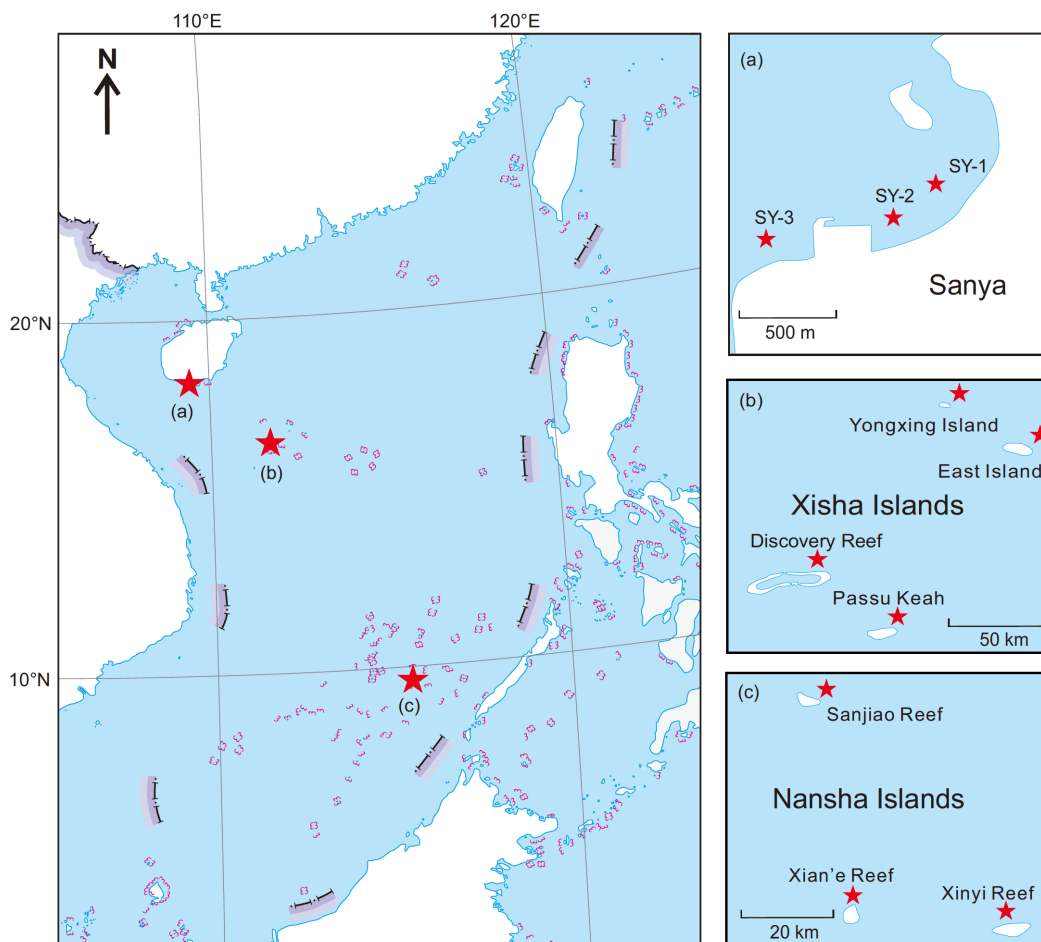 110°E
120°E
N
20°N
10°N
(a)
(b)
(c)
(a)
SY-1
SY-2
SY-3
Sanya
500 m
(b)
Yongxing Island
East Island
Xisha Islands
Discovery Reef
Passu Keah
50 km
(c)
Sanjiao Reef
Nansha Islands
Xian’e Reef
Xinyi Reef
20 km